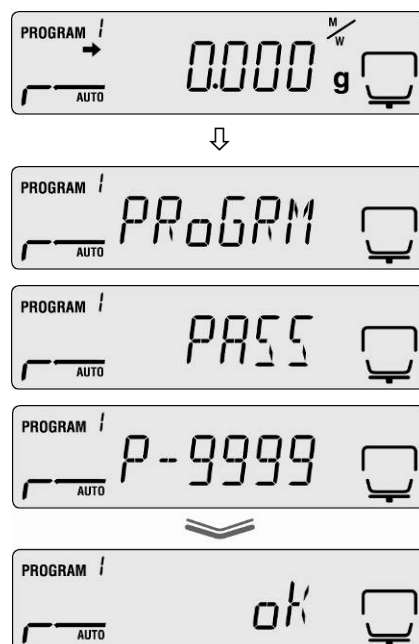 PROGRAM 1
M/W
0.000 g
AUTO
PROGRAM 1
PRoGRM
AUTO
PROGRAM 1
PASS
AUTO
PROGRAM 1
P-9999
AUTO
PROGRAM 1
oK
AUTO